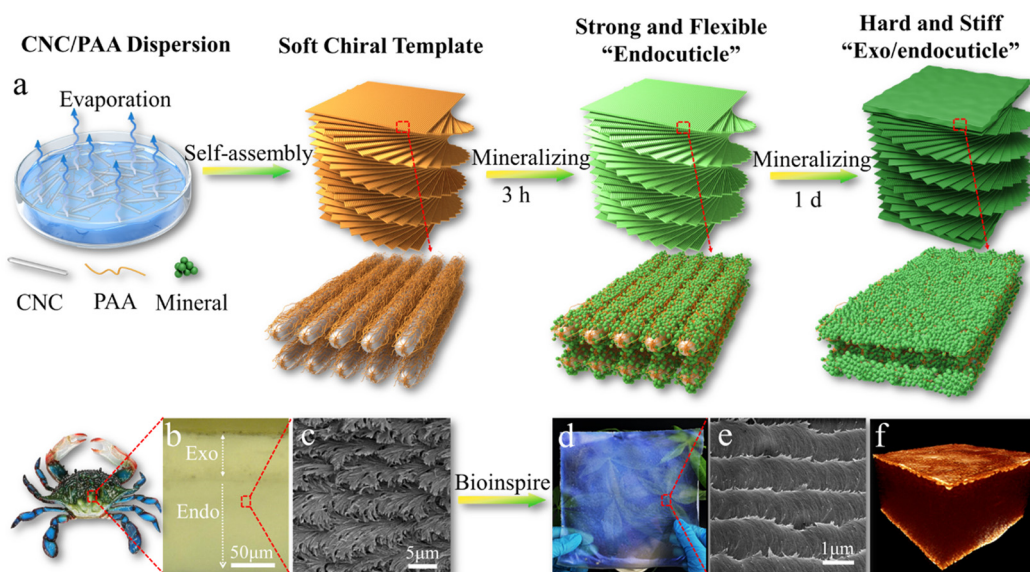 CNC/PAA Dispersion
Soft Chiral Template
Strong and Flexible
“Endocuticle”
Hard and Stiff
“Exo/endocuticle”
a
Evaporation
Self-assembly
Mineralizing
3 h
Mineralizing
1 d
CNC
PAA
Mineral
b
Exo
Endo
50μm
c
5μm
Bioinspire
d
e
1μm
f